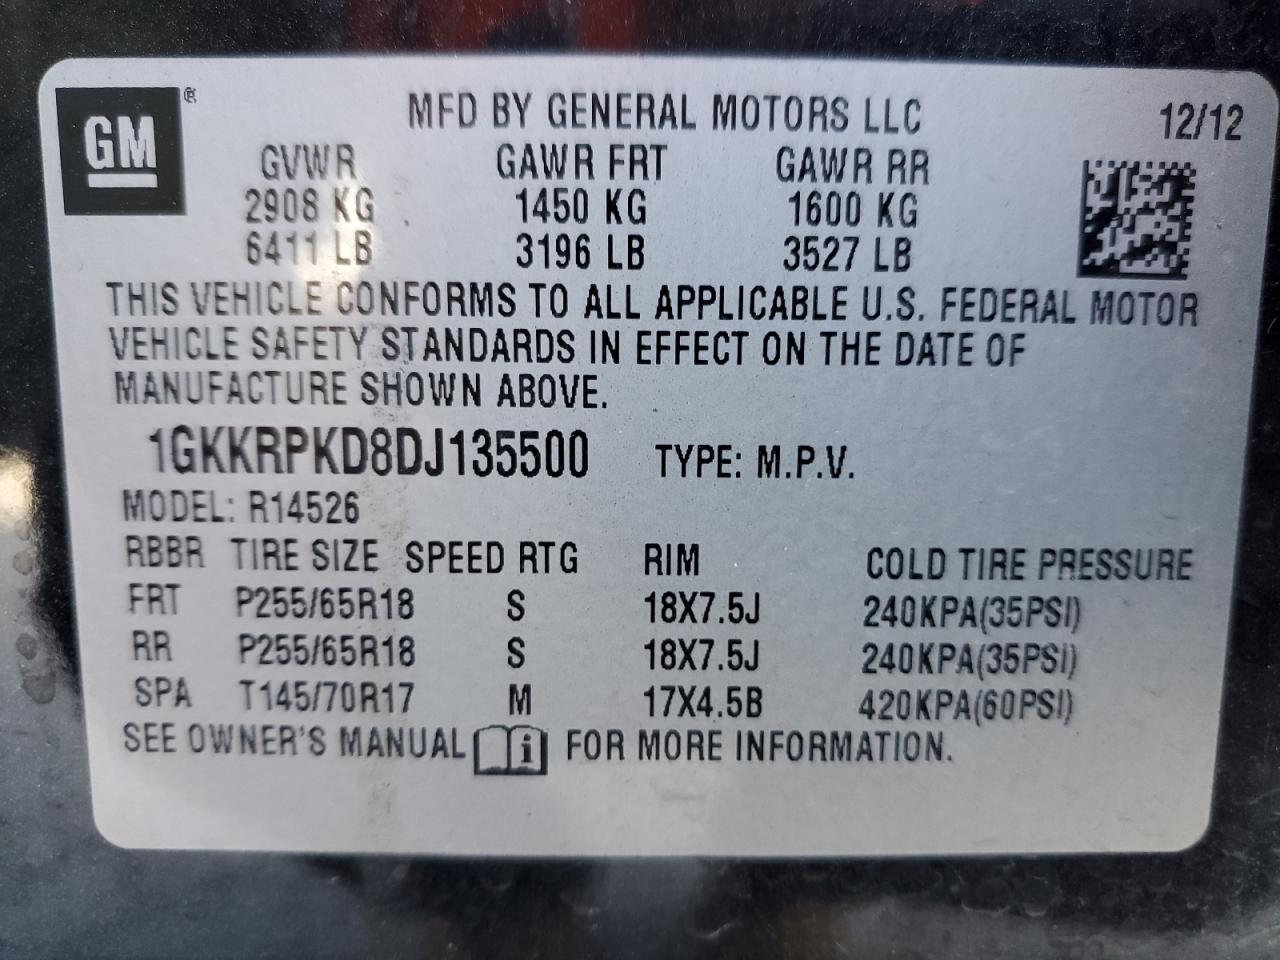 GM ® MFD BY GENERAL MOTORS LLC 12/12
GVWR GAWR FRT GAWR RR
2908 KG 1450 KG 1600 KG
6411 LB 3196 LB 3527 LB
THIS VEHICLE CONFORMS TO ALL APPLICABLE U.S. FEDERAL MOTOR
VEHICLE SAFETY STANDARDS IN EFFECT ON THE DATE OF
MANUFACTURE SHOWN ABOVE.
1GKKRPKD8DJ135500 TYPE: M.P.V.
MODEL: R14526
RBBR TIRE SIZE SPEED RTG RIM COLD TIRE PRESSURE
FRT P255/65R18 S 18X7.5J 240KPA(35PSI)
RR P255/65R18 S 18X7.5J 240KPA(35PSI)
SPA T145/70R17 M 17X4.5B 420KPA(60PSI)
SEE OWNER'S MANUAL i FOR MORE INFORMATION.